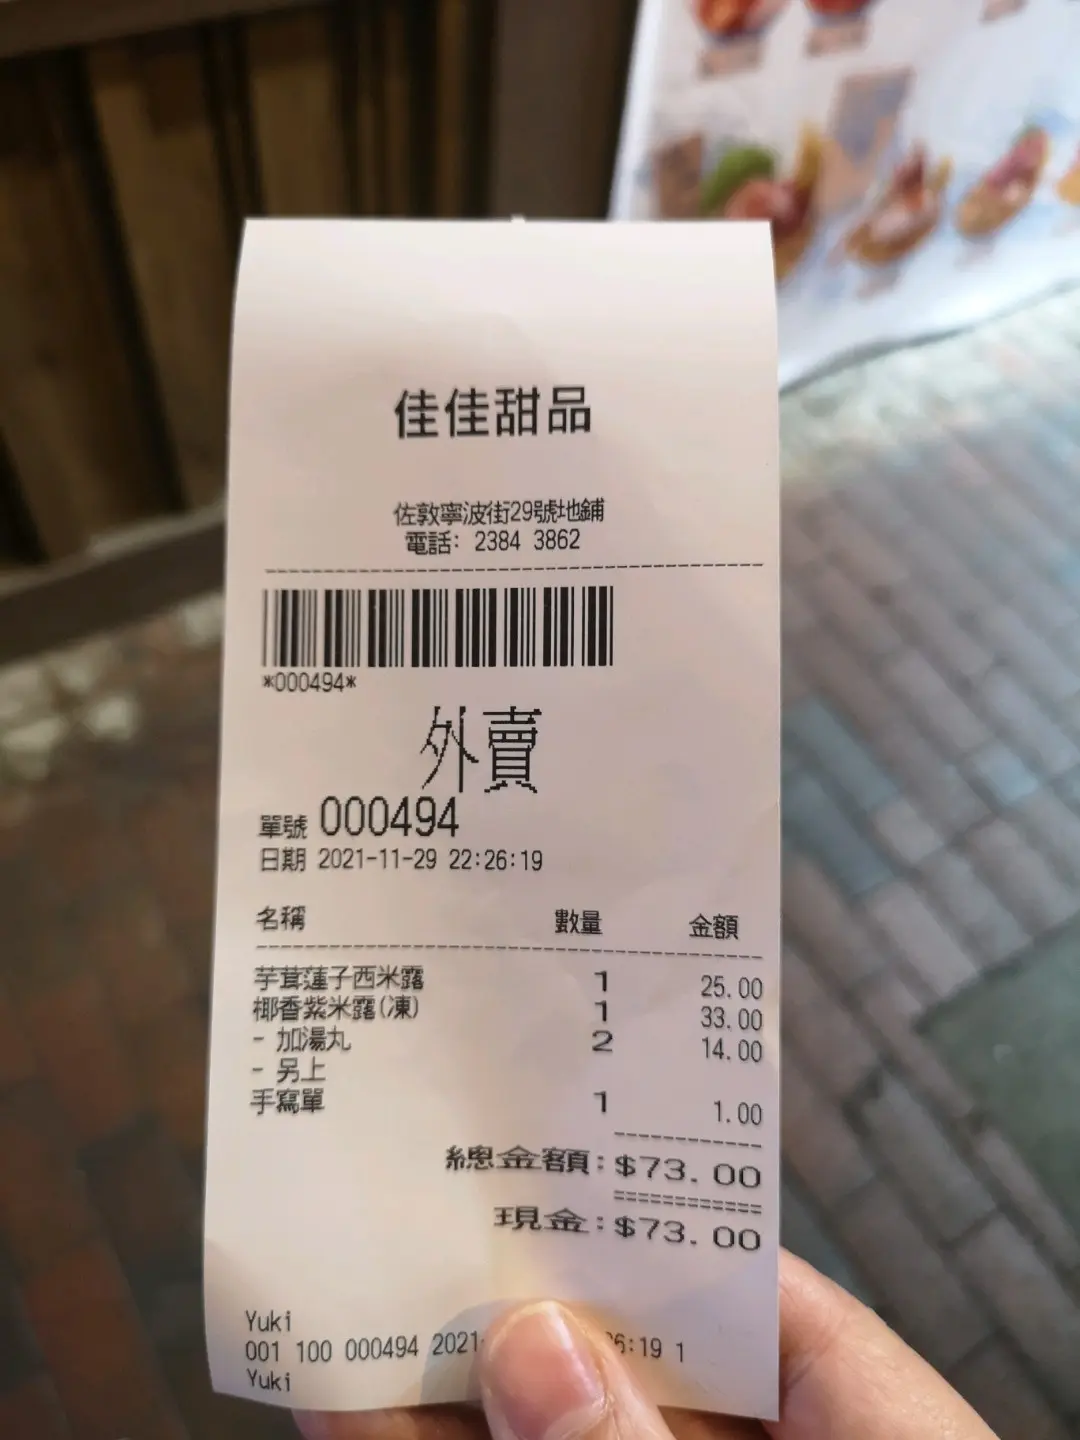 佳佳甜品
佐敦寧波街29號地鋪
電話: 2384 3862
*000494*
外賣
單號 000494
日期 2021-11-29 22:26:19
名稱 數量 金額
芋茸蓮子西米露 1 25.00
椰香紫米露(凍) 1 33.00
- 加湯丸 2 14.00
- 另上
手寫單 1 1.00
總金額:$73.00
現金:$73.00
Yuki
001 100 000494 2021- 6:19 1
Yuki